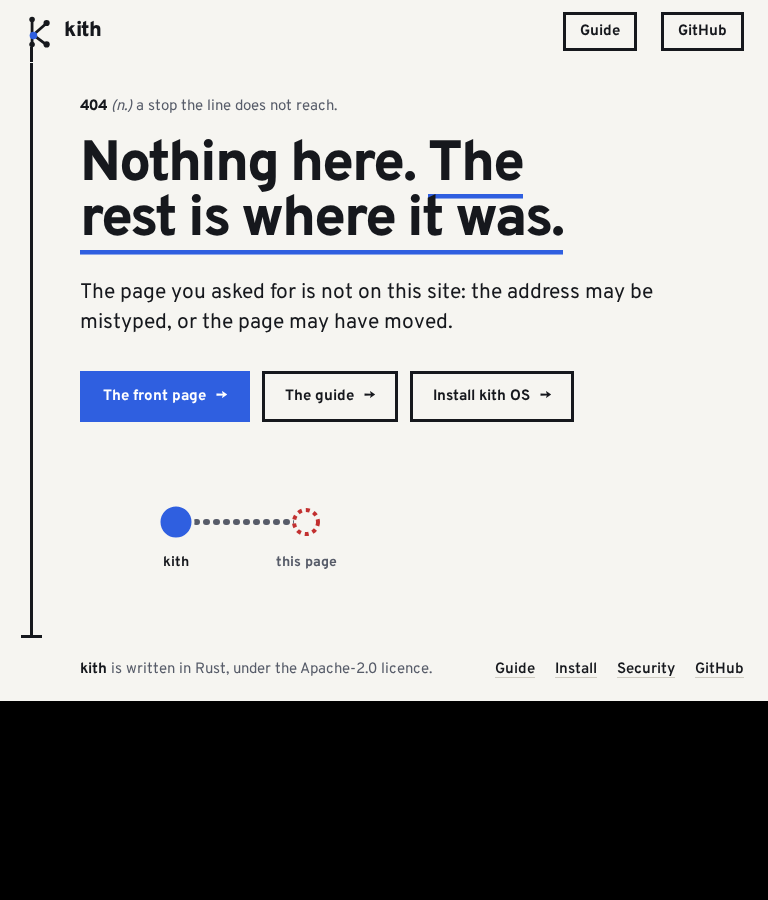 kith
Guide
GitHub
404 (n.) a stop the line does not reach.
Nothing here. The
rest is where it was.
The page you asked for is not on this site: the address may be
mistyped, or the page may have moved.
The front page →
The guide →
Install kith OS →
kith
this page
kith is written in Rust, under the Apache-2.0 licence.
Guide
Install
Security
GitHub